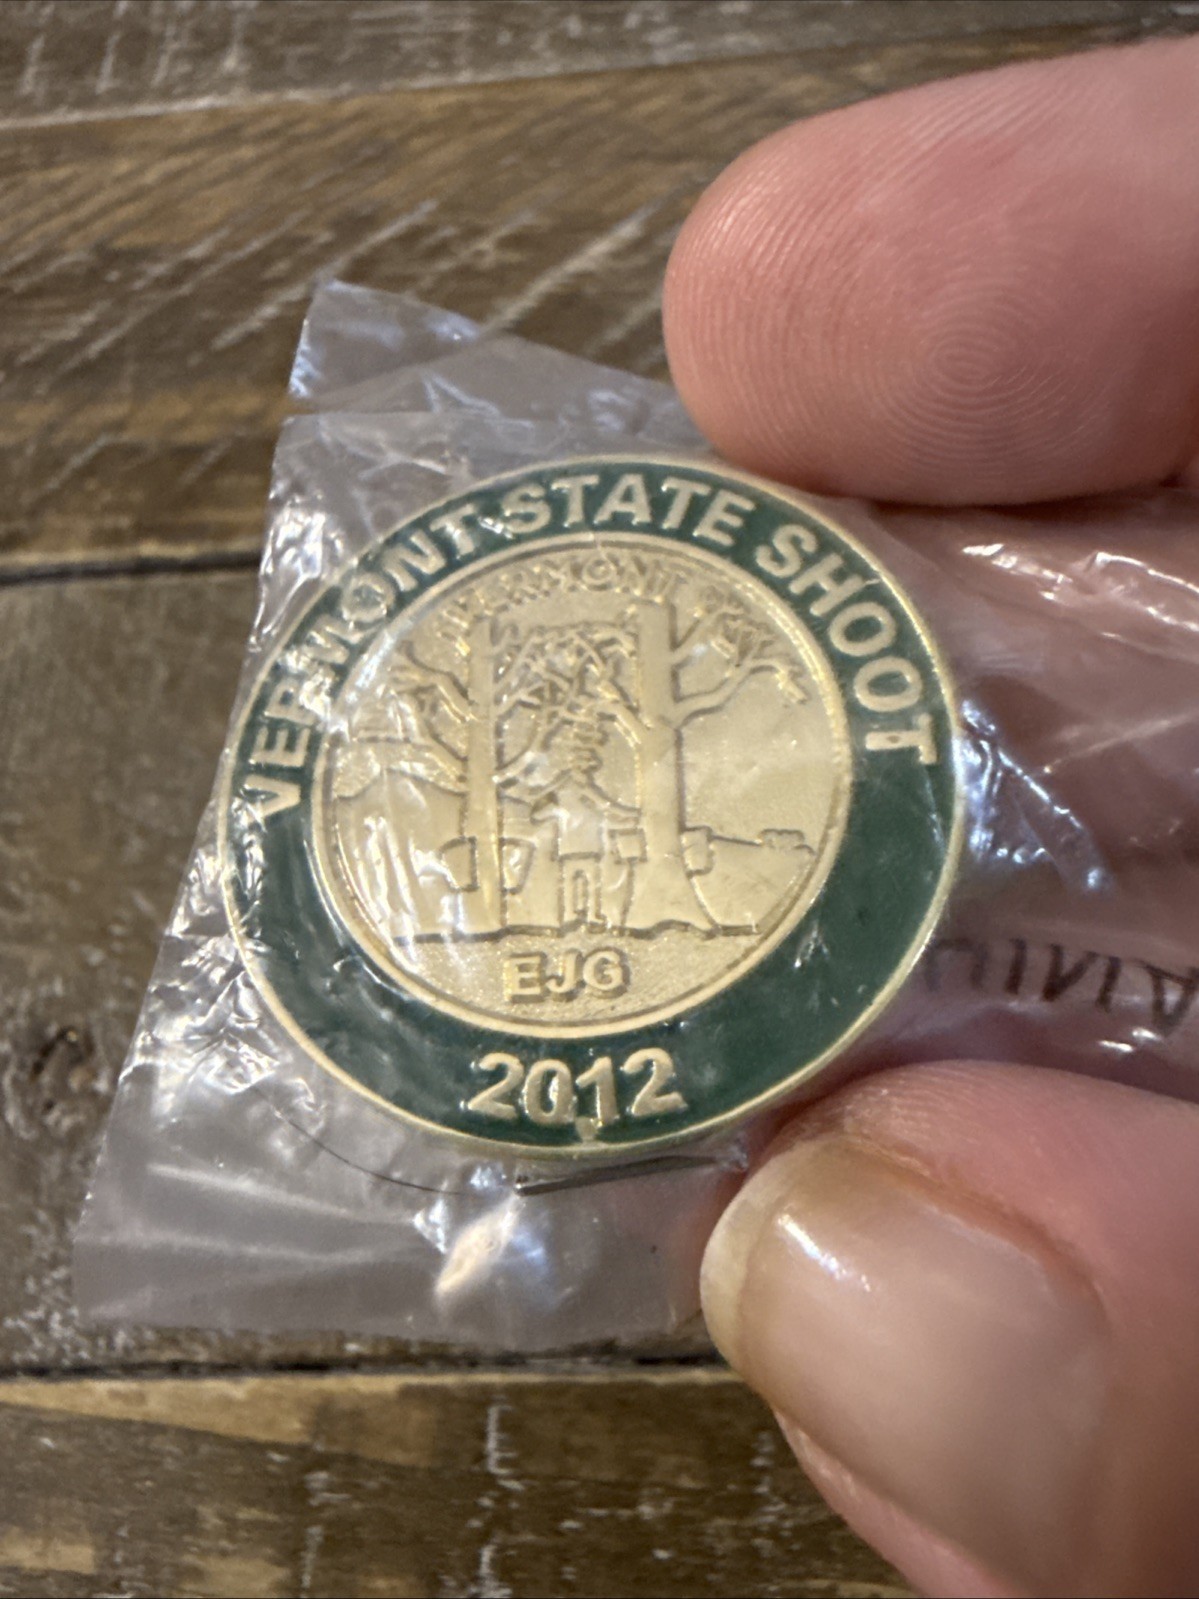 VERMONT STATE SHOOT
VERMONT
EJG
2012